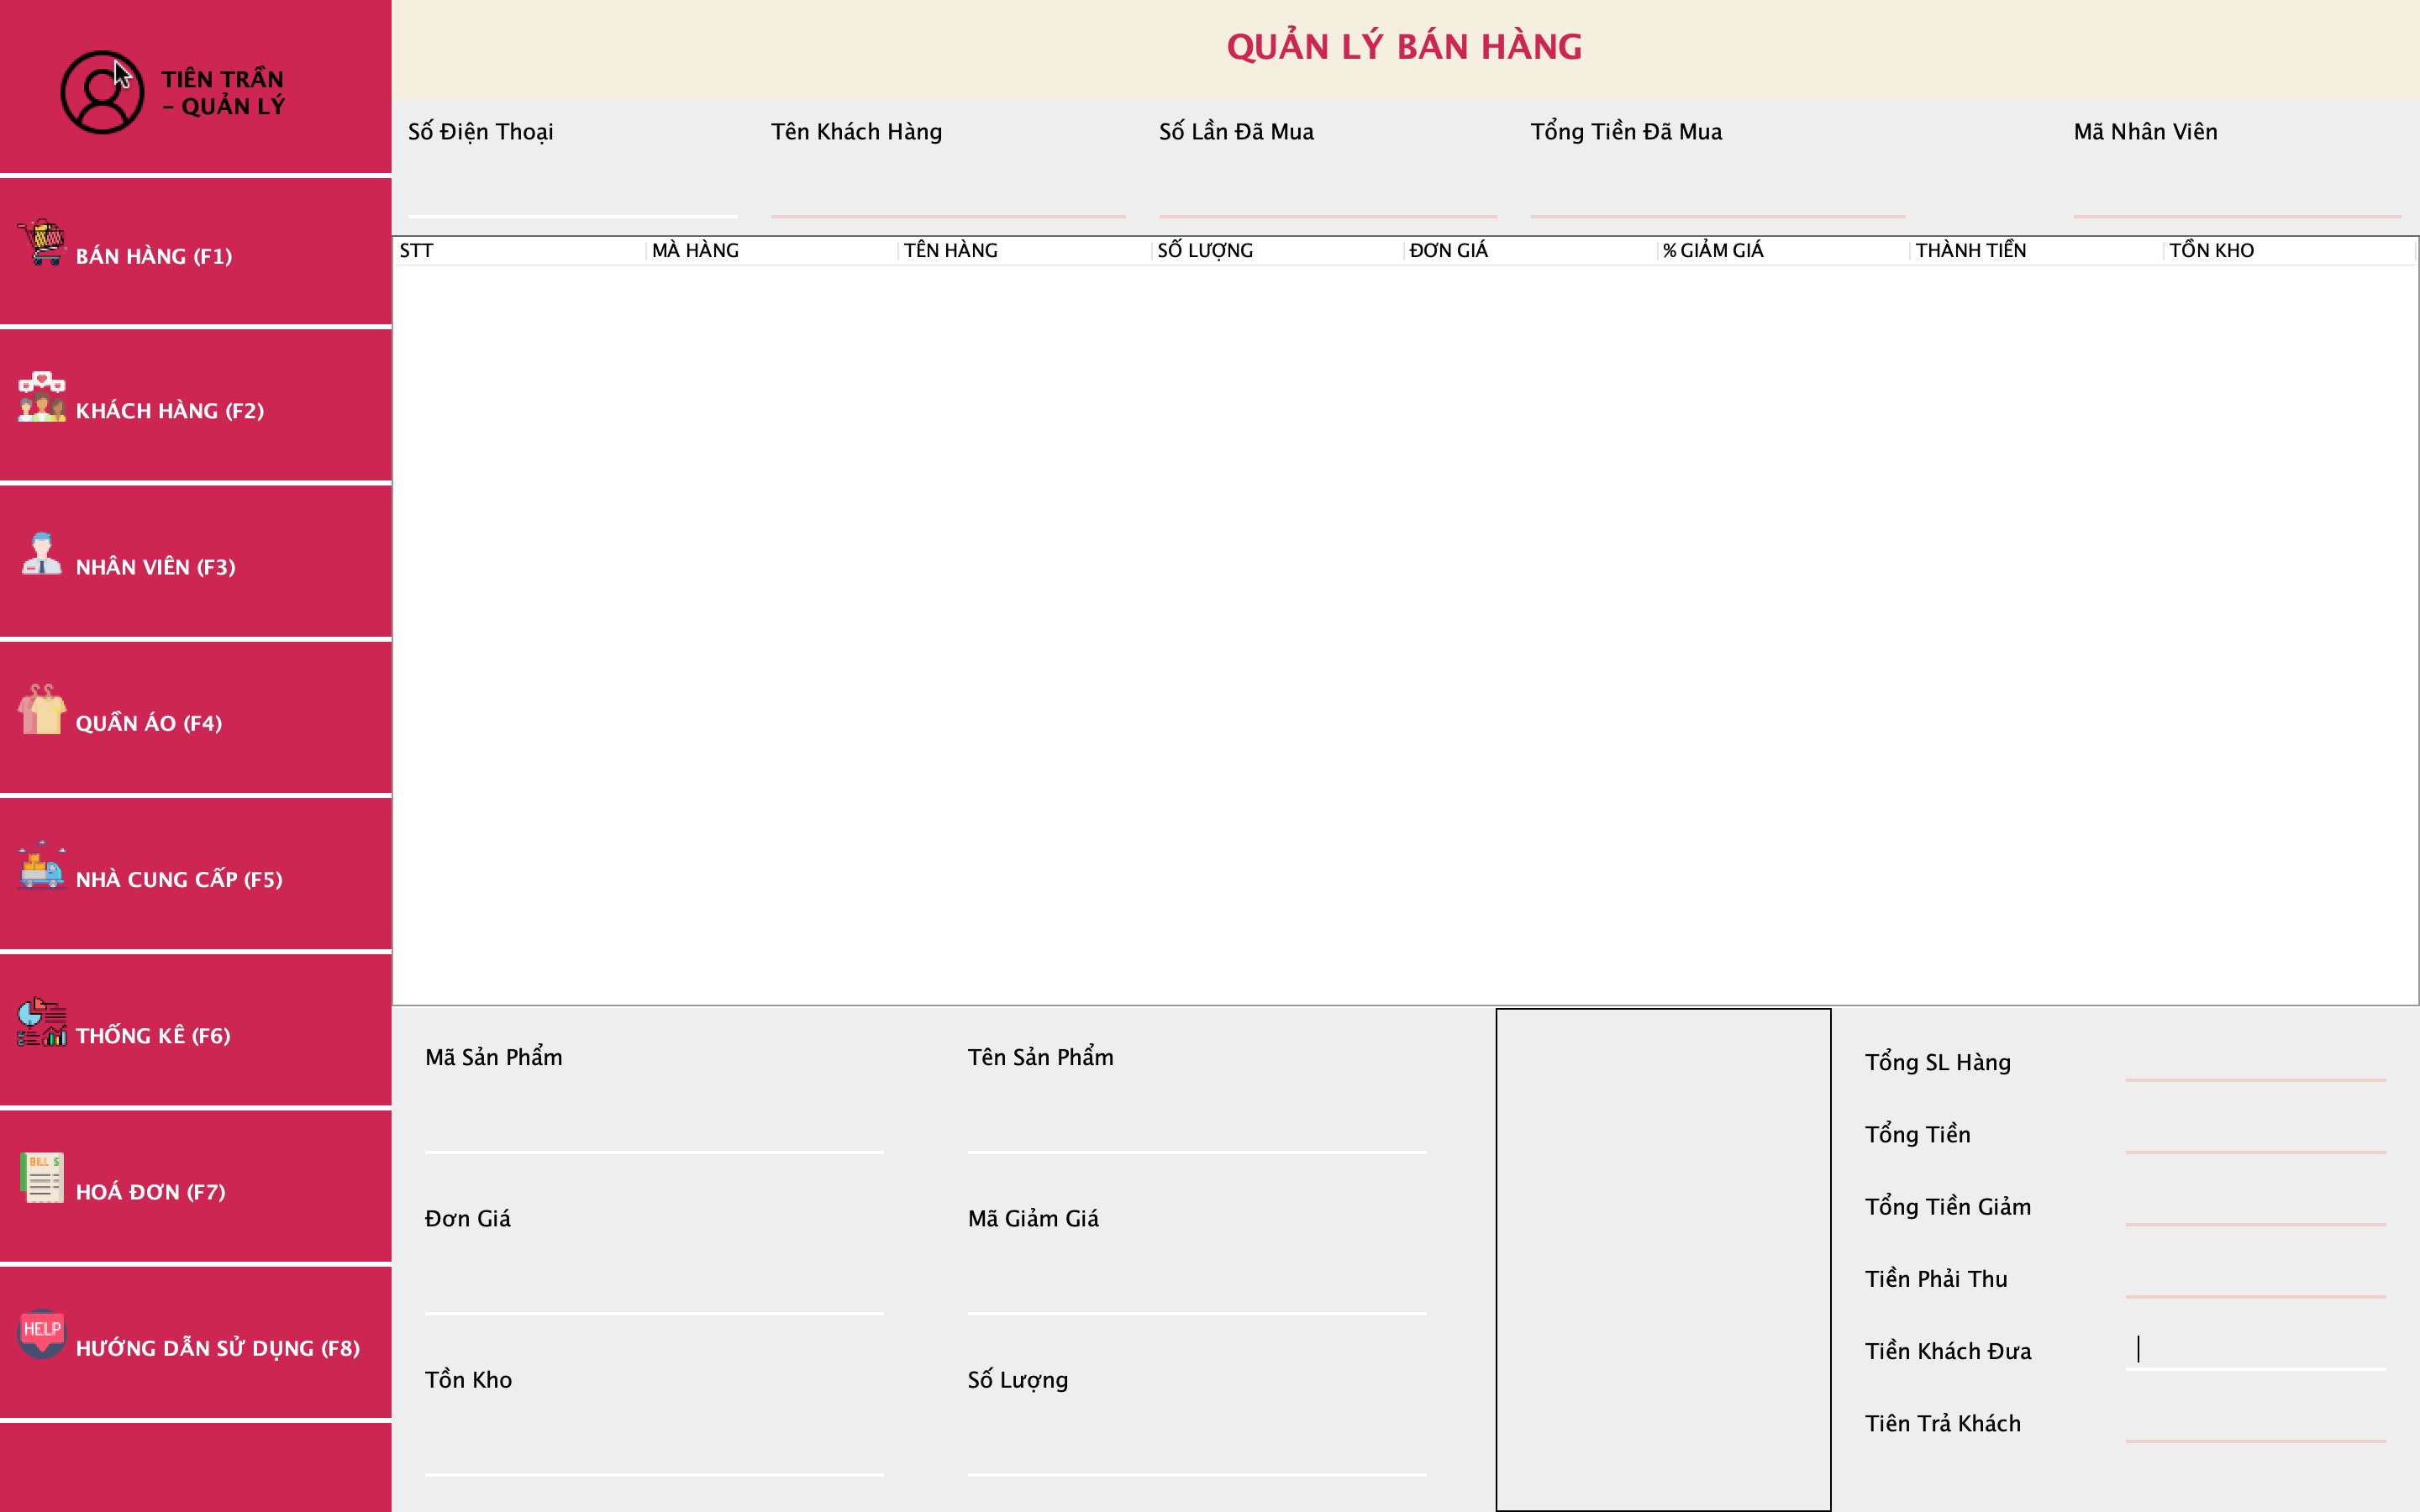 TIÊN TRẦN
– QUẢN LÝ
BÁN HÀNG (F1)
KHÁCH HÀNG (F2)
NHÂN VIÊN (F3)
QUẦN ÁO (F4)
NHÀ CUNG CẤP (F5)
THỐNG KÊ (F6)
BILL $
HOÁ ĐƠN (F7)
HELP
HƯỚNG DẪN SỬ DỤNG (F8)
QUẢN LÝ BÁN HÀNG
Số Điện Thoại Tên Khách Hàng Số Lần Đã Mua Tổng Tiền Đã Mua Mã Nhân Viên
STT MÀ HÀNG TÊN HÀNG SỐ LƯỢNG ĐƠN GIÁ % GIẢM GIÁ THÀNH TIỀN TỒN KHO
Mã Sản Phẩm Tên Sản Phẩm
Đơn Giá Mã Giảm Giá
Tồn Kho Số Lượng
Tổng SL Hàng
Tổng Tiền
Tổng Tiền Giảm
Tiền Phải Thu
Tiền Khách Đưa
Tiên Trả Khách